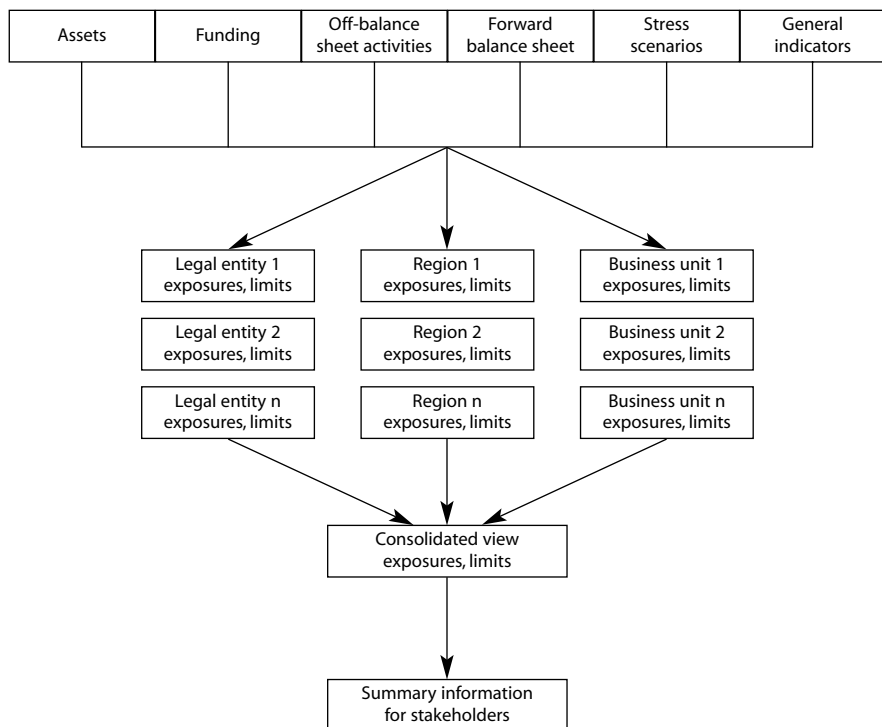 Assets
Funding
Off-balance
sheet activities
Forward
balance sheet
Stress
scenarios
General
indicators
Legal entity 1
exposures, limits
Region 1
exposures, limits
Business unit 1
exposures, limits
Legal entity 2
exposures, limits
Region 2
exposures, limits
Business unit 2
exposures, limits
Legal entity n
exposures, limits
Region n
exposures, limits
Business unit n
exposures, limits
Consolidated view
exposures, limits
Summary information
for stakeholders